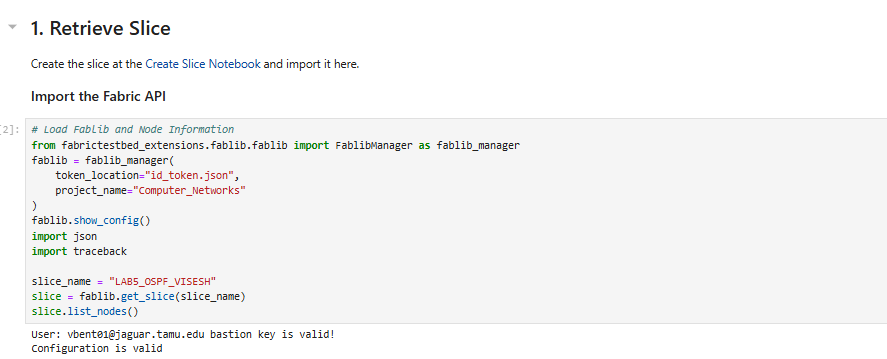 1. Retrieve Slice
Create the slice at the Create Slice Notebook and import it here.
Import the Fabric API
[2]:
# Load FabLib and Node Information
from fabrictestbed_extensions.fablib.fablib import FablibManager as fablib_manager
fablib = fablib_manager(
    token_location="id_token.json",
    project_name="Computer_Networks"
)
fablib.show_config()
import json
import traceback

slice_name = "LAB5_OSPF_VISESH"
slice = fablib.get_slice(slice_name)
slice.list_nodes()
User: vbent01@jaguar.tamu.edu bastion key is valid!
Configuration is valid